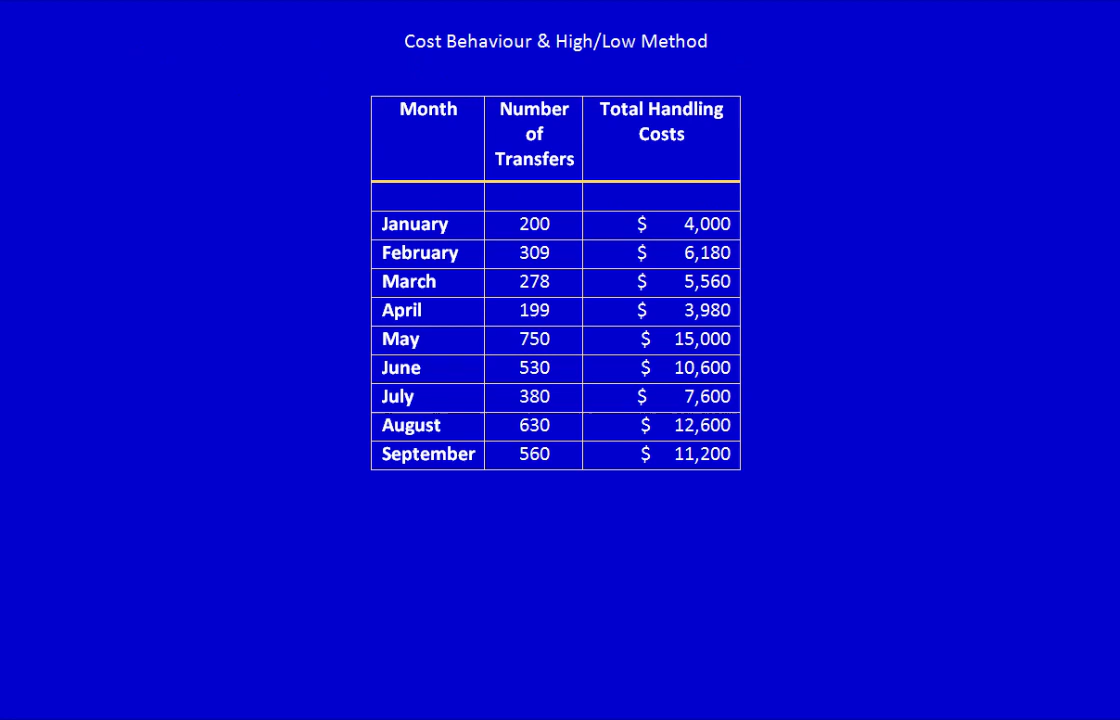 Cost Behaviour & High/Low Method
Month Number of Transfers Total Handling Costs
January 200 $ 4,000
February 309 $ 6,180
March 278 $ 5,560
April 199 $ 3,980
May 750 $ 15,000
June 530 $ 10,600
July 380 $ 7,600
August 630 $ 12,600
September 560 $ 11,200